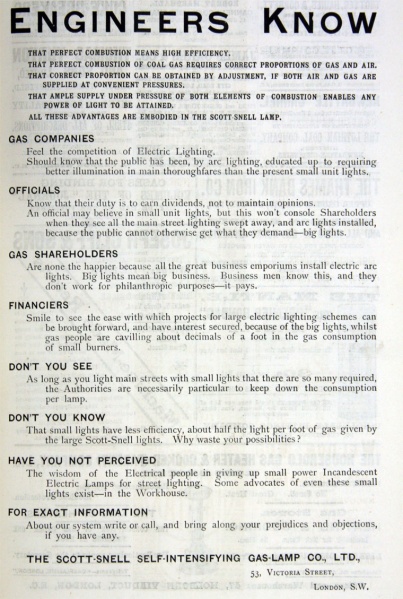 ENGINEERS KNOW
THAT PERFECT COMBUSTION MEANS HIGH EFFICIENCY.
THAT PERFECT COMBUSTION OF COAL GAS REQUIRES CORRECT PROPORTIONS OF GAS AND AIR.
THAT CORRECT PROPORTION CAN BE OBTAINED BY ADJUSTMENT, IF BOTH AIR AND GAS ARE
SUPPLIED AT CONVENIENT PRESSURES.
THAT AMPLE SUPPLY UNDER PRESSURE OF BOTH ELEMENTS OF COMBUSTION ENABLES ANY
POWER OF LIGHT TO BE ATTAINED.
ALL THESE ADVANTAGES ARE EMBODIED IN THE SCOTT-SNELL LAMP.
GAS COMPANIES
Feel the competition of Electric Lighting.
Should know that the public has been, by arc lighting, educated up to requiring
better illumination in main thoroughfares than the present small unit lights.
OFFICIALS
Know that their duty is to earn dividends, not to maintain opinions.
An official may believe in small unit lights, but this won't console Shareholders
when they see all the main street lighting swept away, and arc lights installed,
because the public cannot otherwise get what they demand—big lights.
GAS SHAREHOLDERS
Are none the happier because all the great business emporiums install electric arc
lights. Big lights mean big business. Business men know this, and they
don't work for philanthropic purposes—it pays.
FINANCIERS
Smile to see the ease with which projects for large electric lighting schemes can
be brought forward, and have interest secured, because of the big lights, whilst
gas people are cavilling about decimals of a foot in the gas consumption
of small burners.
DON'T YOU SEE
As long as you light main streets with small lights that there are so many required,
the Authorities are necessarily particular to keep down the consumption
per lamp.
DON'T YOU KNOW
That small lights have less efficiency, about half the light per foot of gas given by
the large Scott-Snell lights. Why waste your possibilities?
HAVE YOU NOT PERCEIVED
The wisdom of the Electrical people in giving up small power Incandescent
Electric Lamps for street lighting. Some advocates of even these small
lights exist—in the Workhouse.
FOR EXACT INFORMATION
About our system write or call, and bring along your prejudices and objections,
if you have any.
THE SCOTT-SNELL SELF-INTENSIFYING GAS-LAMP CO., LTD.,
53, VICTORIA STREET,
LONDON, S.W.